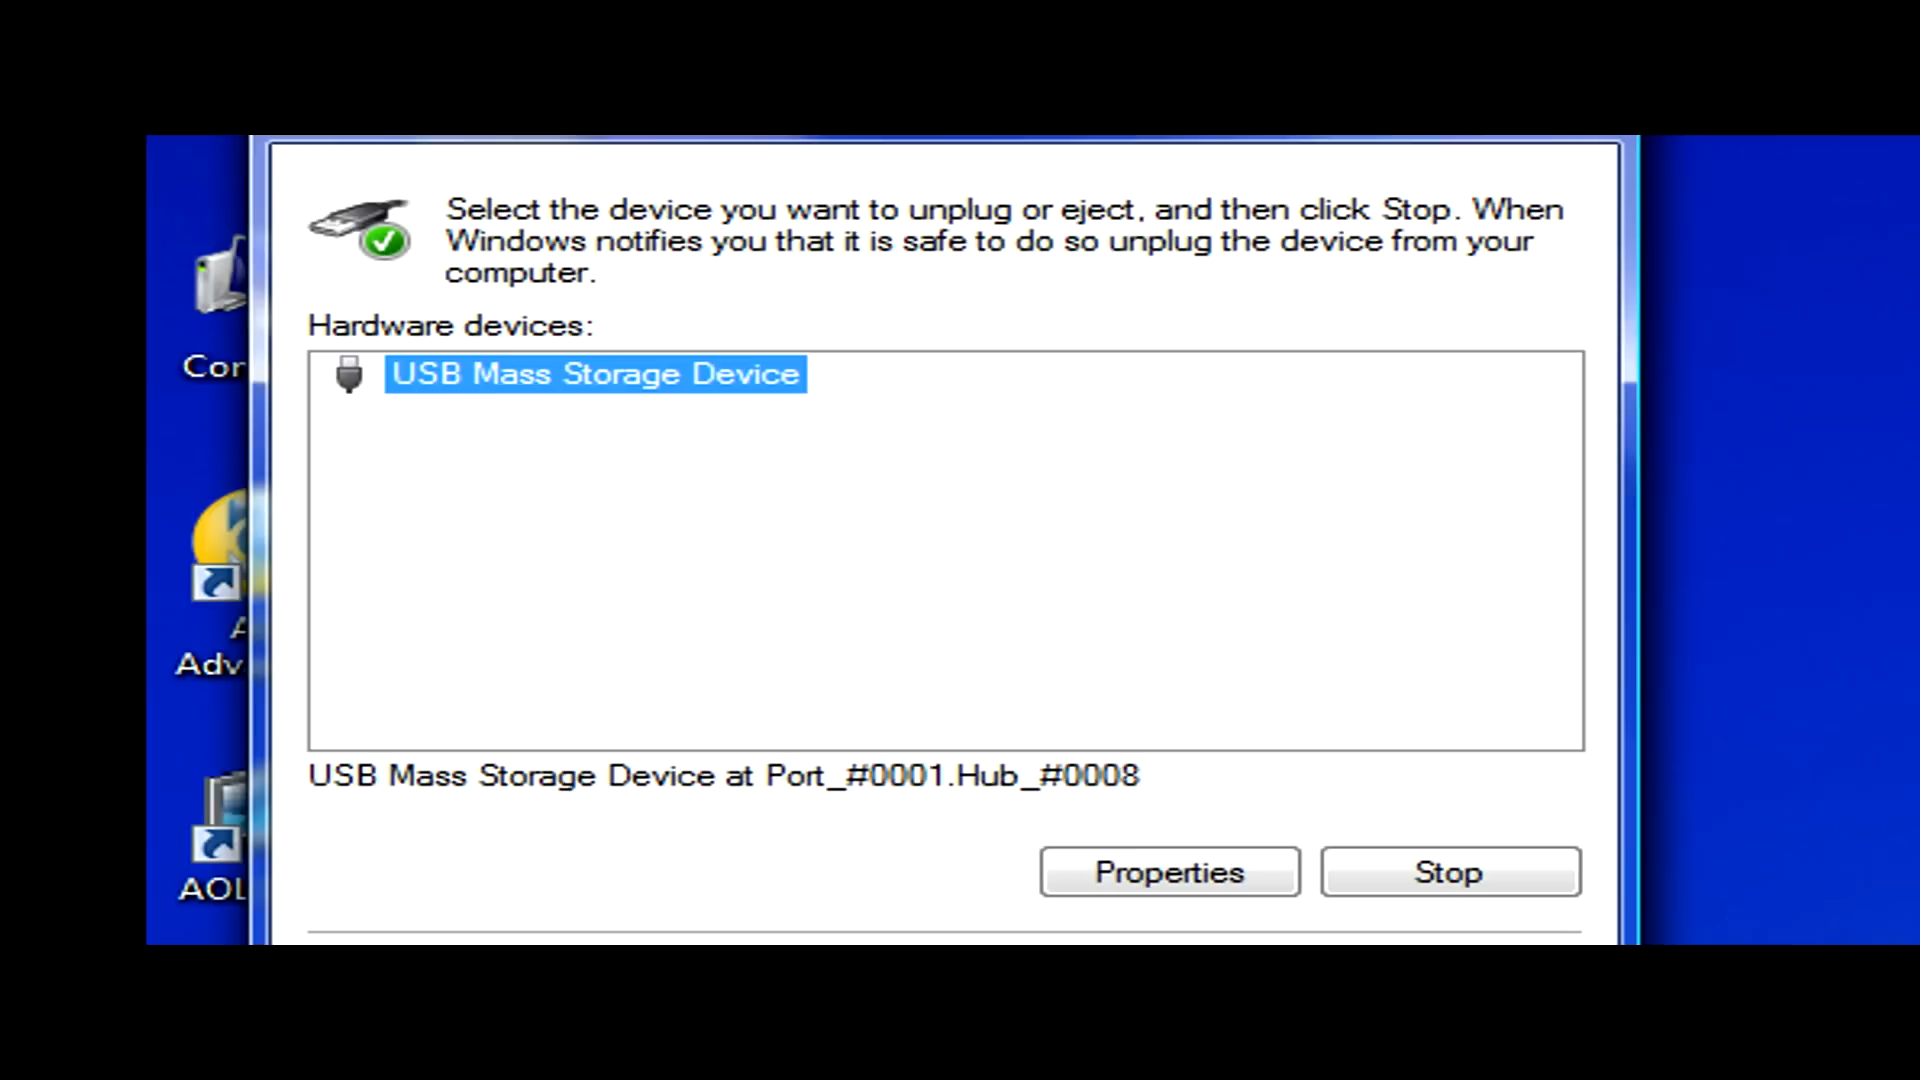 Select the device you want to unplug or eject, and then click Stop. When
Windows notifies you that it is safe to do so unplug the device from your
computer.
Hardware devices:
USB Mass Storage Device
USB Mass Storage Device at Port_#0001.Hub_#0008
Properties
Stop
Cor
A
Adv
AOL